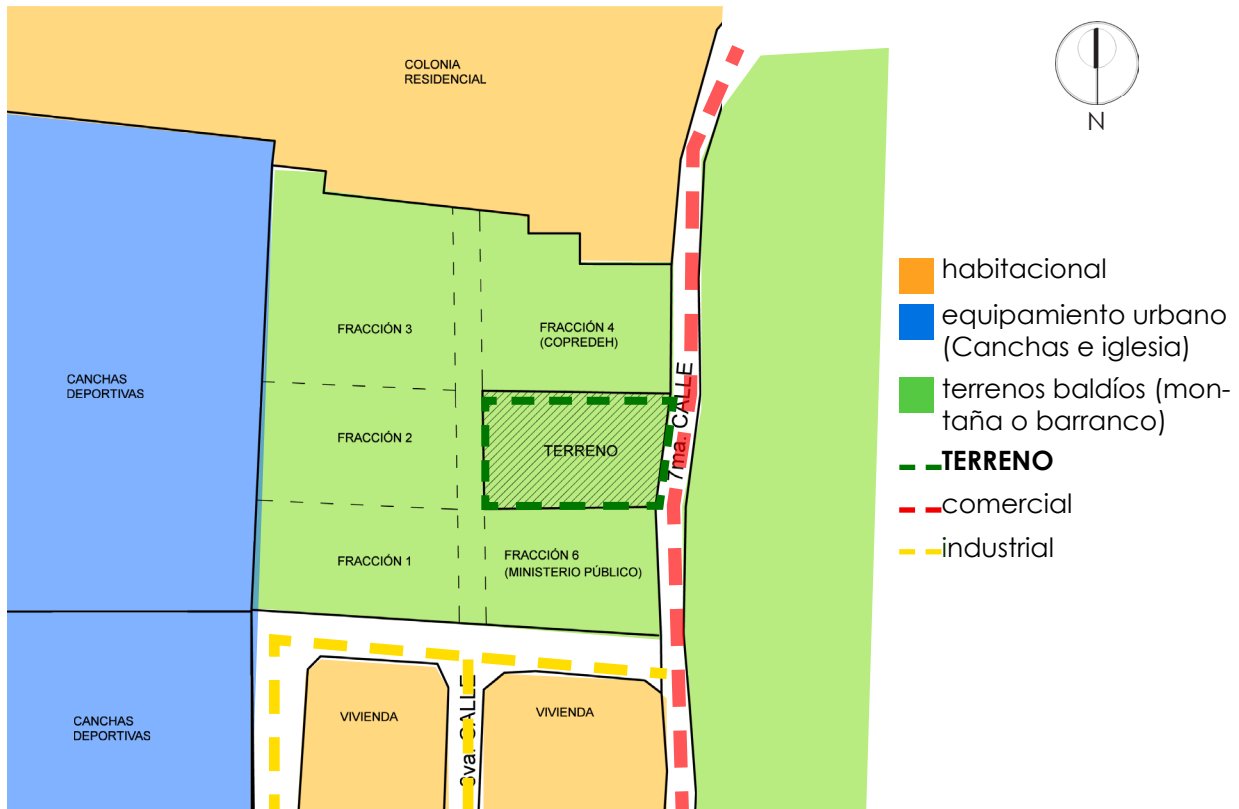 COLONIA
RESIDENCIAL
N
habitacional
equipamiento urbano
(Canchas e iglesia)
terrenos baldíos (mon-
taña o barranco)
TERRENO
comercial
industrial
FRACCIÓN 3
FRACCIÓN 4
(COPREDEH)
CANCHAS
DEPORTIVAS
7ma. CALLE
FRACCIÓN 2
TERRENO
FRACCIÓN 1
FRACCIÓN 6
(MINISTERIO PÚBLICO)
CANCHAS
DEPORTIVAS
VIVIENDA
CALLE
VIVIENDA